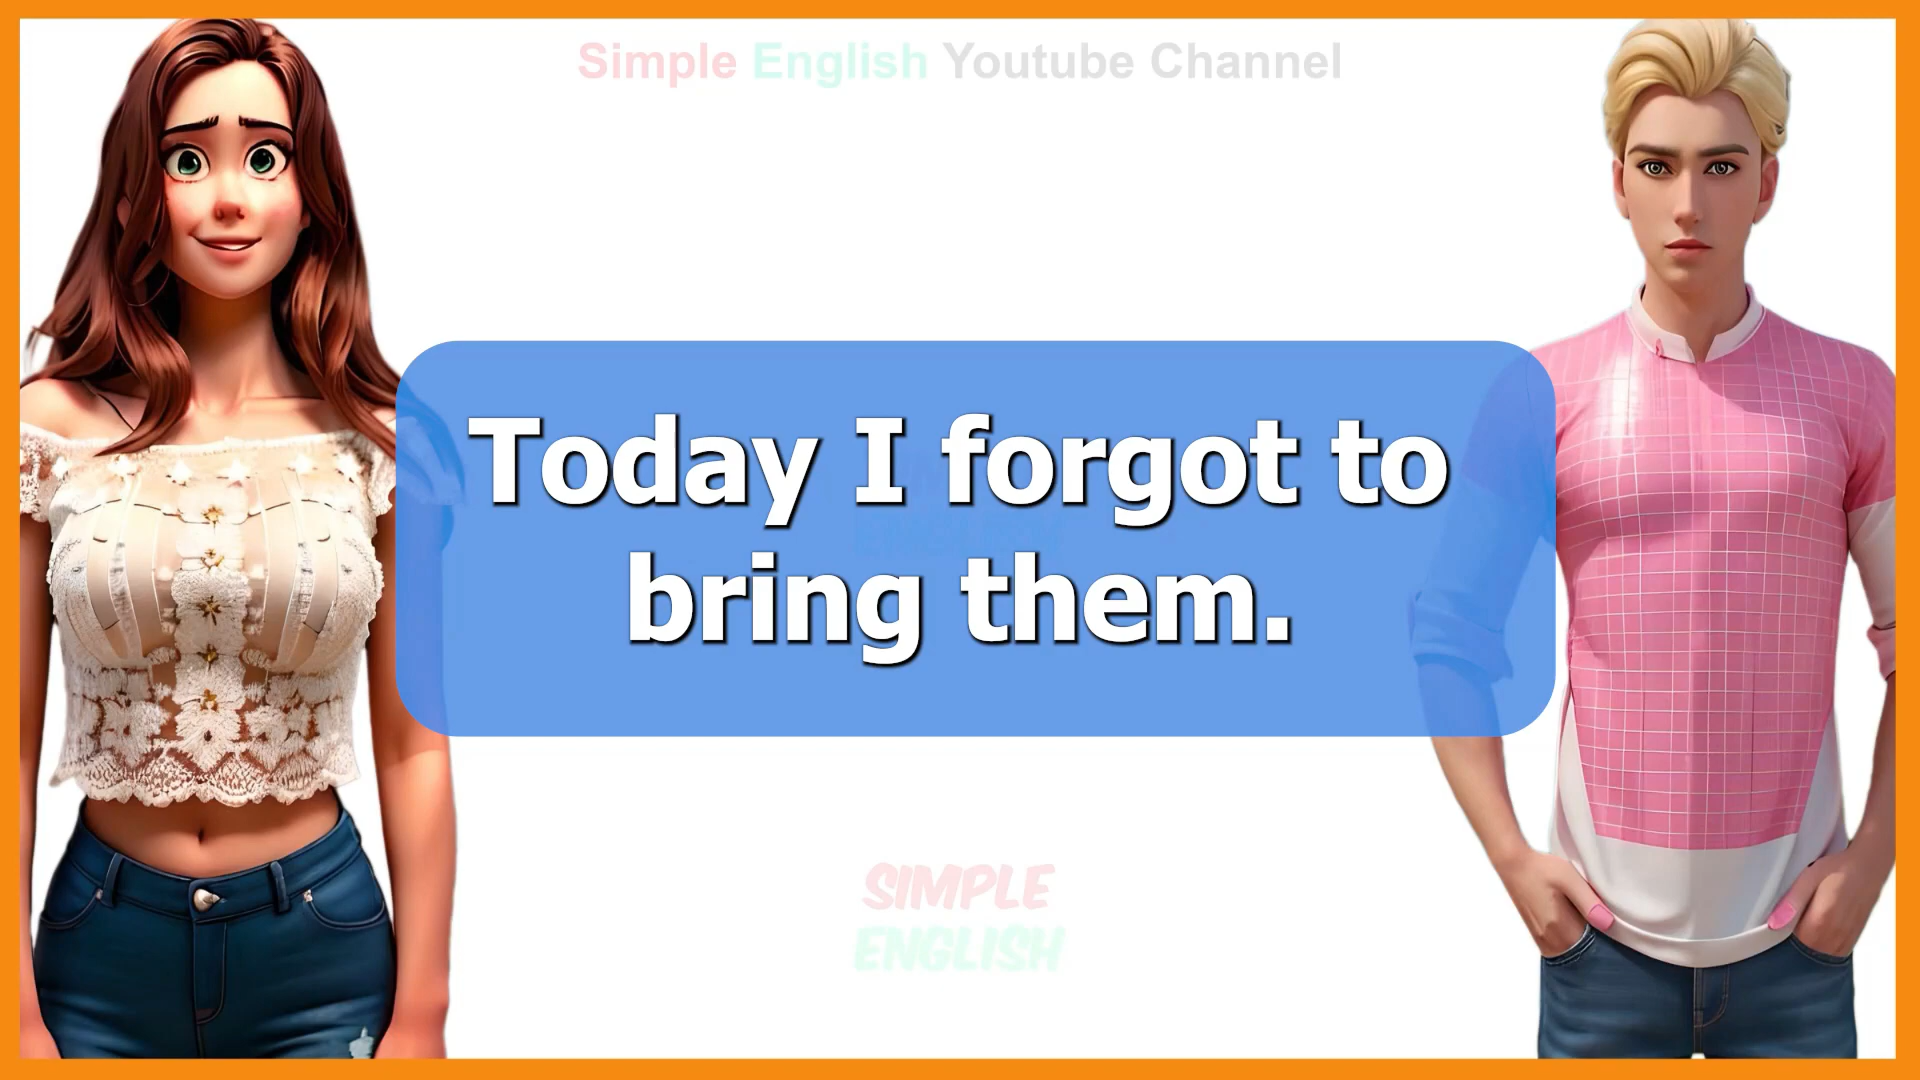 Simple English Youtube Channel
Today I forgot to
bring them.
SIMPLE
ENGLISH